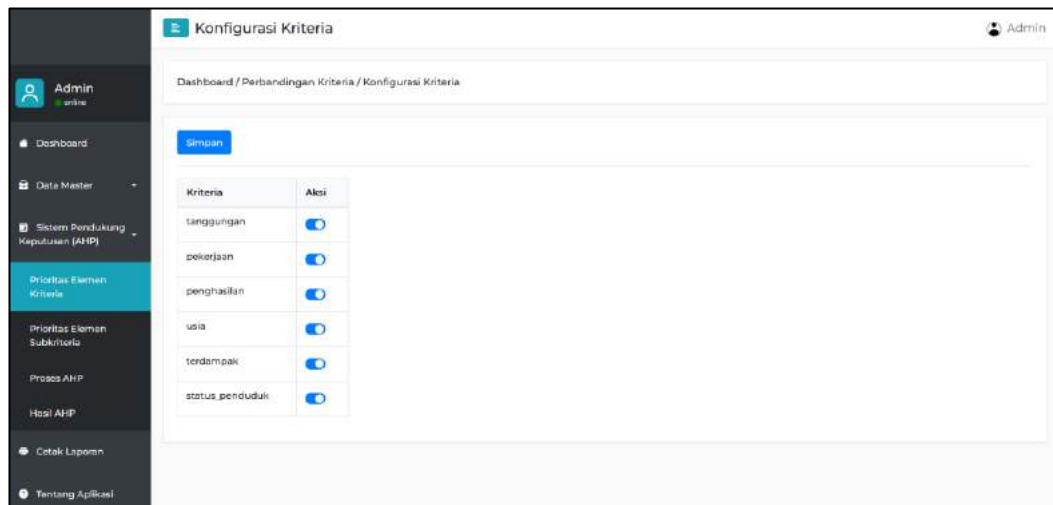 Konfigurasi Kriteria
Admin
Admin
online
Dashboard / Perbandingan Kriteria / Konfigurasi Kriteria
Dashboard
Data Master
Sistem Pendukung
Keputusan (AHP)
Prioritas Elemen
Kriteria
Prioritas Elemen
Subkriteria
Proses AHP
Hasil AHP
Cetak Laporan
Tentang Aplikasi
Simpan
Kriteria Aksi
tanggungan
pekerjaan
penghasilan
usia
terdampak
status_penduduk